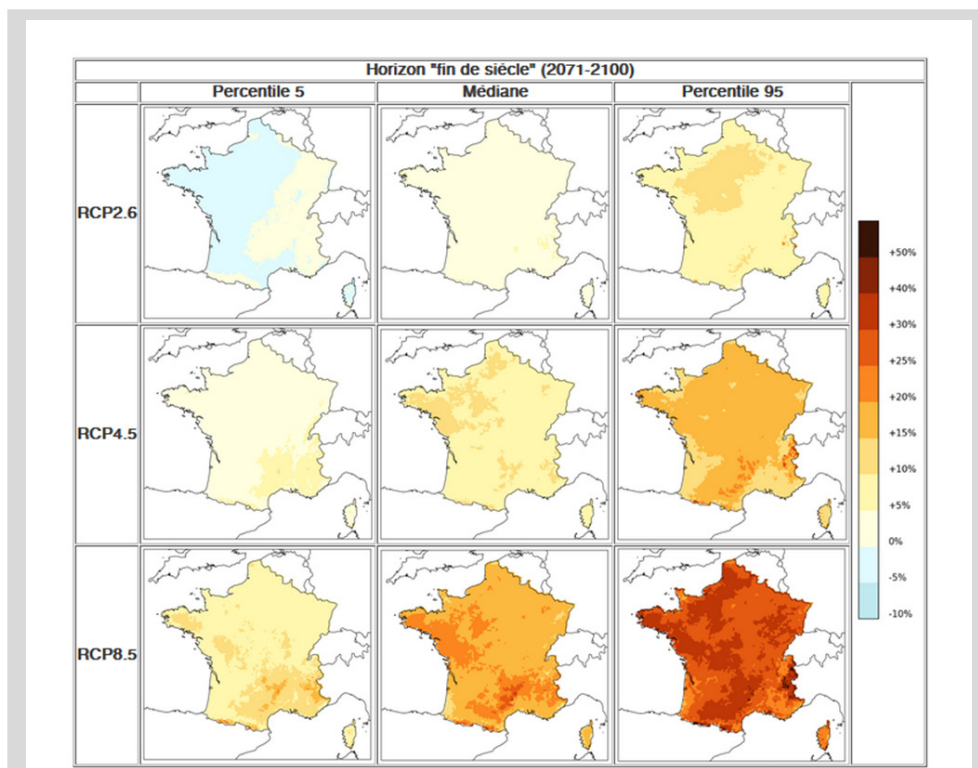 Horizon "fin de siècle" (2071-2100)
Percentile 5 Médiane Percentile 95
RCP2.6
RCP4.5
RCP8.5
+50%
+40%
+30%
+25%
+20%
+15%
+10%
+5%
0%
-5%
-10%